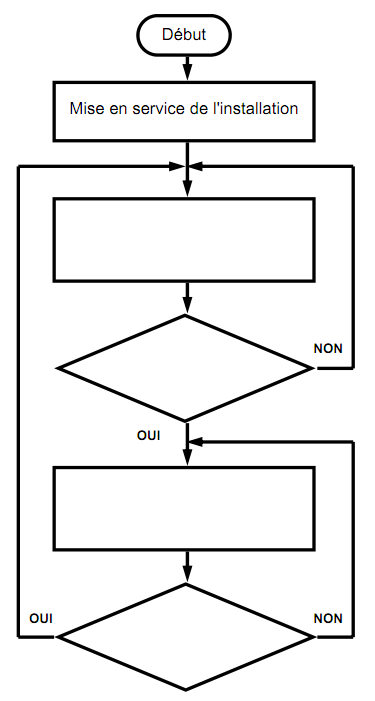 Début
Mise en service de l'installation
NON
OUI
OUI
NON